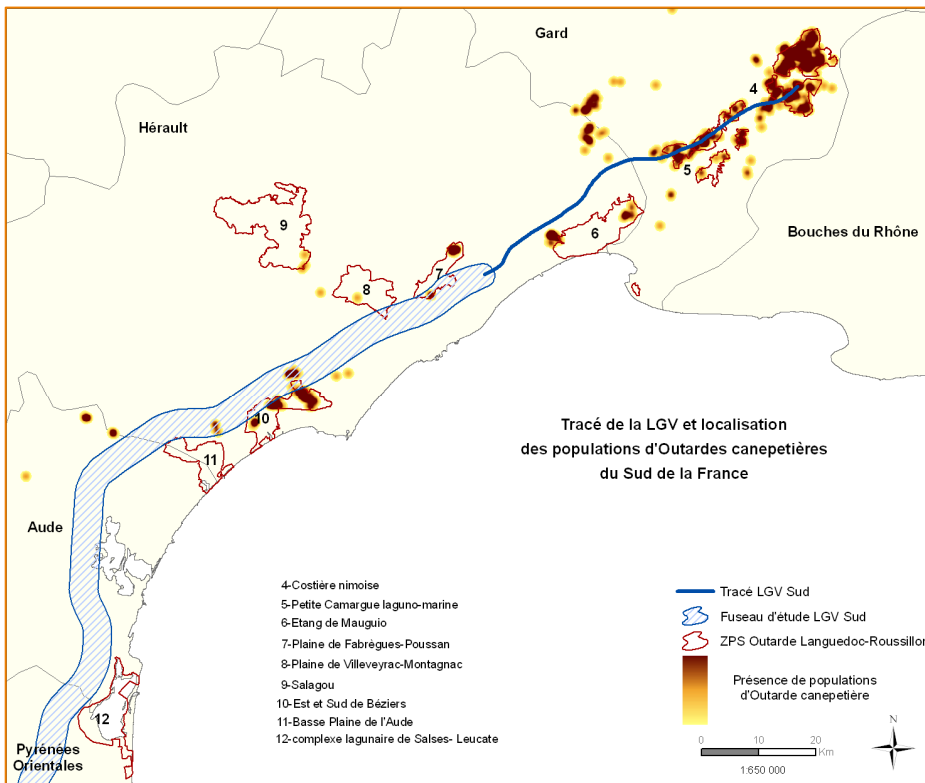 Gard
Hérault
4
5
Bouches du Rhône
6
9
7
8
10
11
Aude
12
Pyrénées
Orientales
Tracé de la LGV et localisation
des populations d'Outardes canepetières
du Sud de la France
4-Costière nimoise
5-Petite Camargue laguno-marine
6-Etang de Mauguio
7-Plaine de Fabrègues-Poussan
8-Plaine de Villeveyrac-Montagnac
9-Salagou
10-Est et Sud de Béziers
11-Basse Plaine de l'Aude
12-complexe lagunaire de Salses- Leucate
Tracé LGV Sud
Fuseau d'étude LGV Sud
ZPS Outarde Languedoc-Roussillon
Présence de populations
d'Outarde canepetière
N
0 10 20
Km
1:650 000